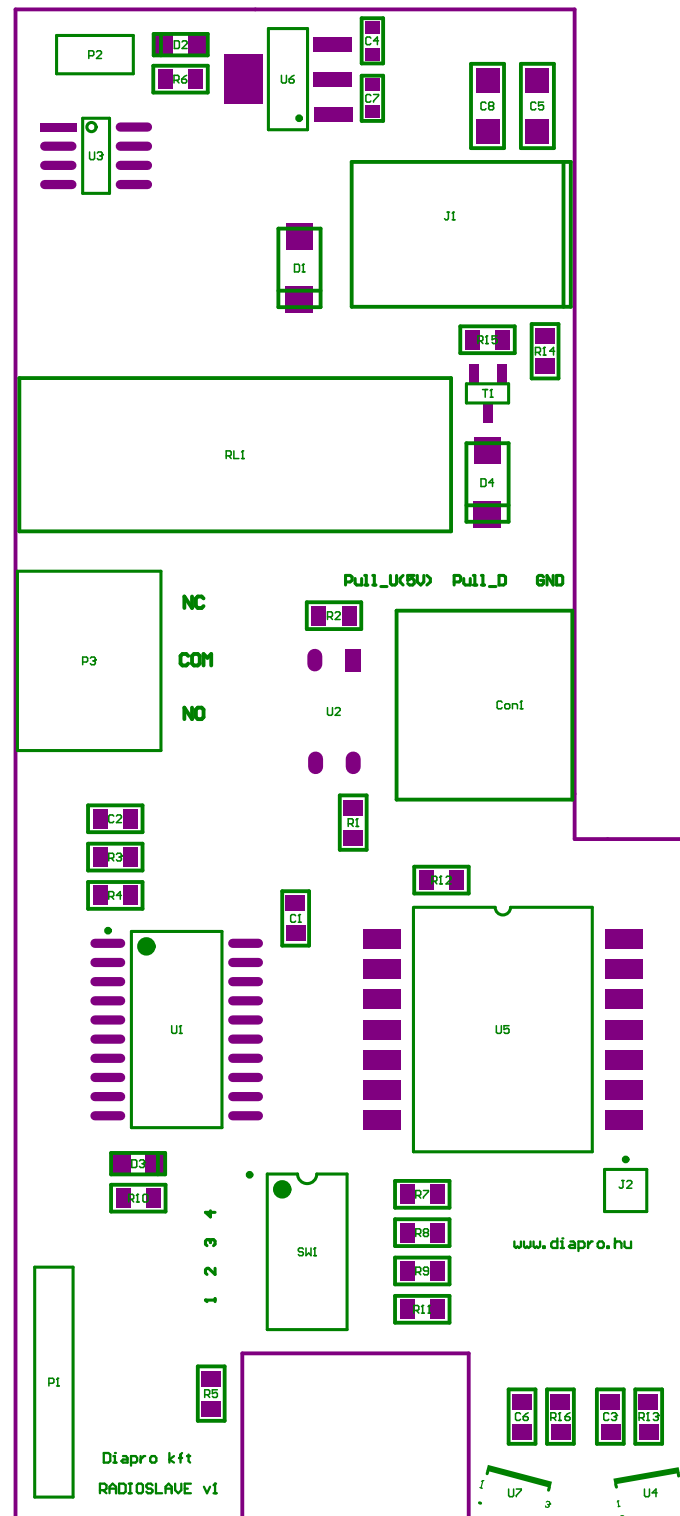 C4
D2
P2
R6
U6
C7
C8
C5
U3
J1
D1
R15
R14
T1
RL1
D4
Pull_U(5V)
Pull_D
GND
NC
R2
COM
P3
Con1
U2
NO
C2
R1
R3
R12
R4
C1
U1
U5
D3
J2
R7
R10
4
R8
www.diapro.hu
3
SW1
R9
2
1
R11
P1
R5
C6
R16
C3
R13
Diapro kft
RADIOSLAVE v1
1
U7
3
U4
1